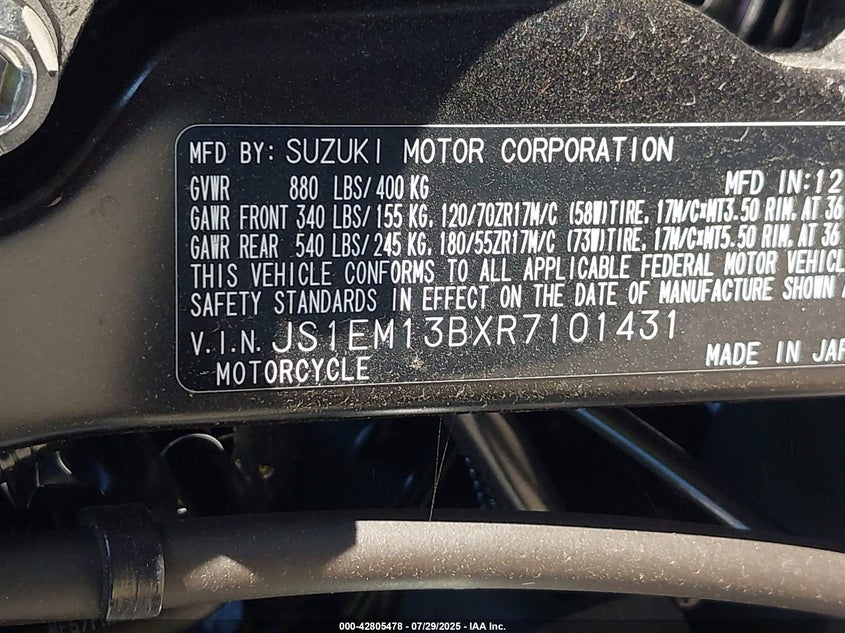 MFD BY: SUZUKI MOTOR CORPORATION
GVWR 880 LBS/400 KG MFD IN:12
GAWR FRONT 340 LBS/155 KG, 120/70ZR17M/C (58W)TIRE, 17M/C×MT3.50 RIM, AT 36
GAWR REAR 540 LBS/245 KG, 180/55ZR17M/C (73W)TIRE, 17M/C×MT5.50 RIM, AT 36
THIS VEHICLE CONFORMS TO ALL APPLICABLE FEDERAL MOTOR VEHICL
SAFETY STANDARDS IN EFFECT ON THE DATE OF MANUFACTURE SHOWN A
V.I.N. JS1EM13BXR7101431
MOTORCYCLE MADE IN JAP
000-42805478 - 07/29/2025 - IAA Inc.